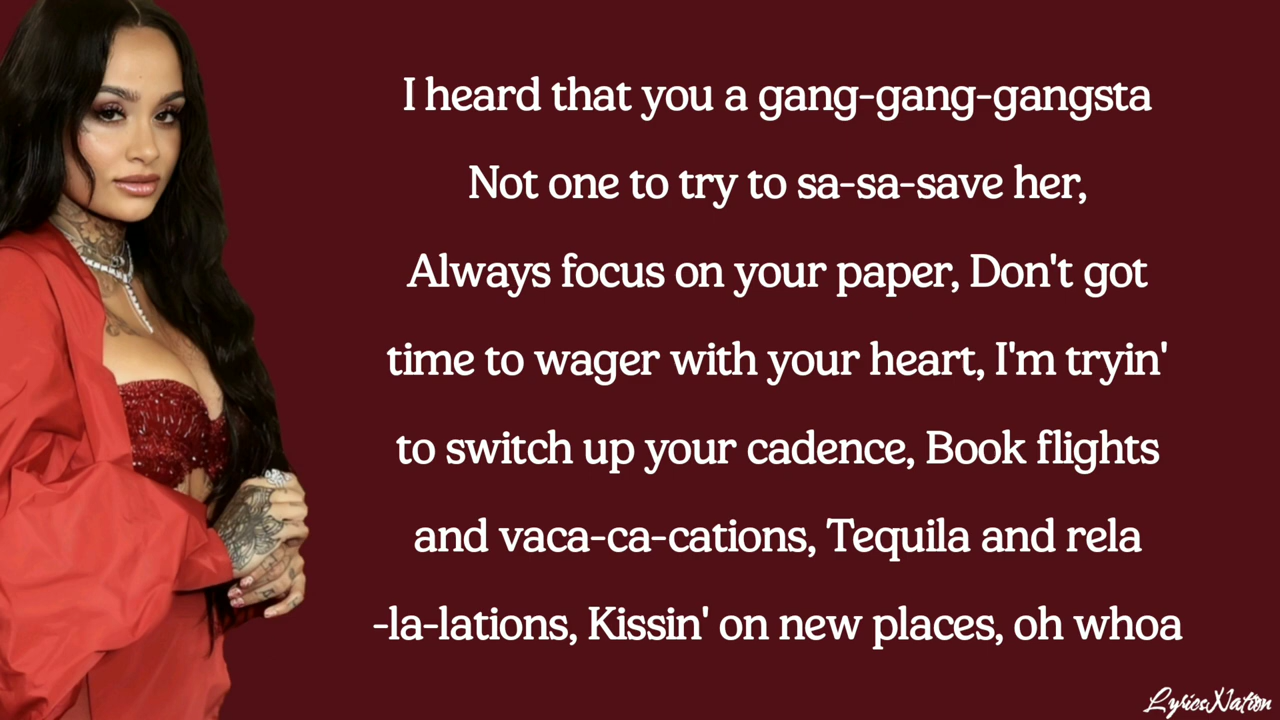 I heard that you a gang-gang-gangsta
Not one to try to sa-sa-save her,
Always focus on your paper, Don't got
time to wager with your heart, I'm tryin'
to switch up your cadence, Book flights
and vaca-ca-cations, Tequila and rela
-la-lations, Kissin' on new places, oh whoa
LyricsNation